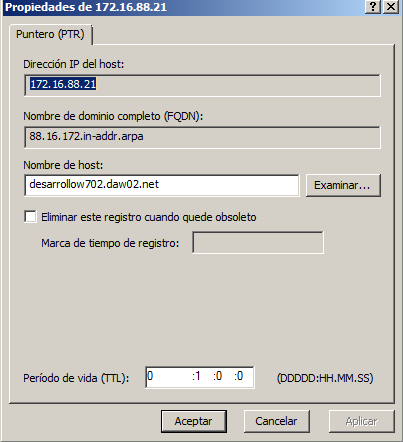 Propiedades de 172.16.88.21
Puntero (PTR)
Dirección IP del host:
172.16.88.21
Nombre de dominio completo (FQDN):
88.16.172.in-addr.arpa
Nombre de host:
desarrollow702.daw02.net
Examinar...
Eliminar este registro cuando quede obsoleto
Marca de tiempo de registro:
Período de vida (TTL): 0 :1 :0 :0 (DDDDD:HH.MM.SS)
Aceptar Cancelar Aplicar